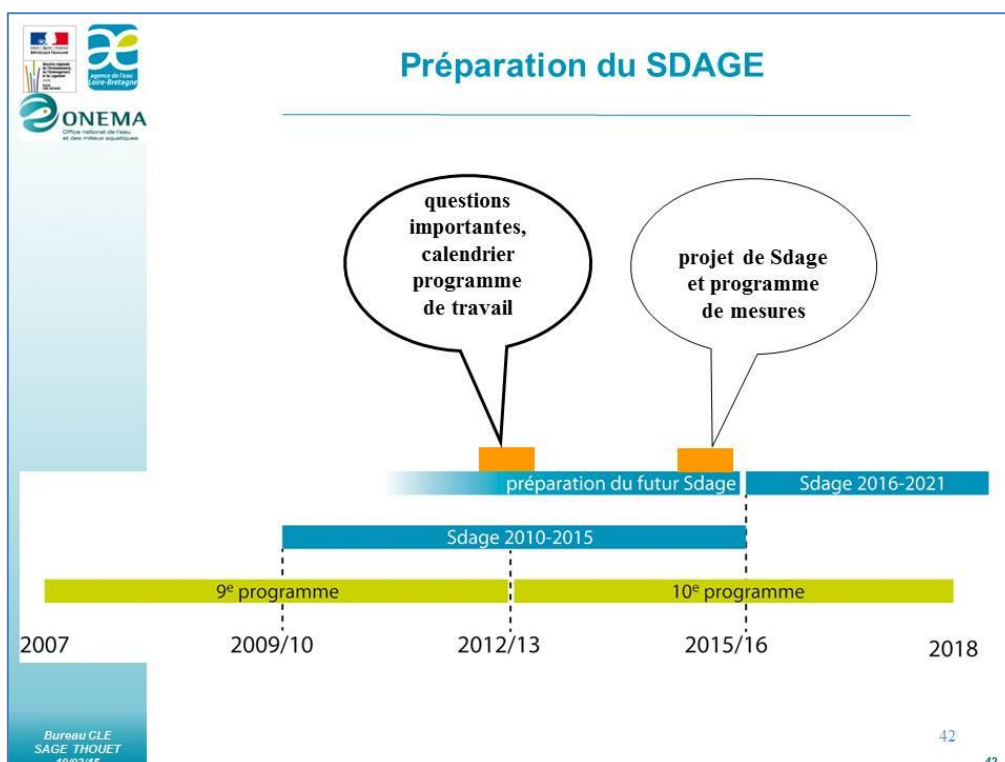 Préparation du SDAGE
agence de l'eau
Loire-Bretagne
ONEMA
Office national de l'eau
et des milieux aquatiques
questions
importantes,
calendrier
programme
de travail
projet de Sdage
et programme
de mesures
préparation du futur Sdage
Sdage 2016-2021
Sdage 2010-2015
9e programme
10e programme
2007
2009/10
2012/13
2015/16
2018
Bureau CLE
SAGE THOUET
42
42